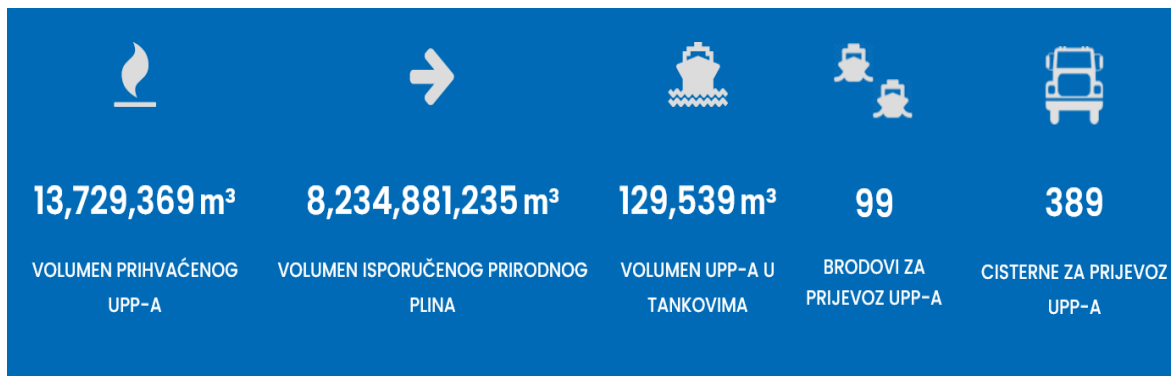 13,729,369 m³
VOLUMEN PRIHVAĆENOG
UPP-A
8,234,881,235 m³
VOLUMEN ISPORUČENOG PRIRODNOG
PLINA
129,539 m³
VOLUMEN UPP-A U
TANKOVIMA
99
BRODOVI ZA
PRIJEVOZ UPP-A
389
CISTERNE ZA PRIJEVOZ
UPP-A